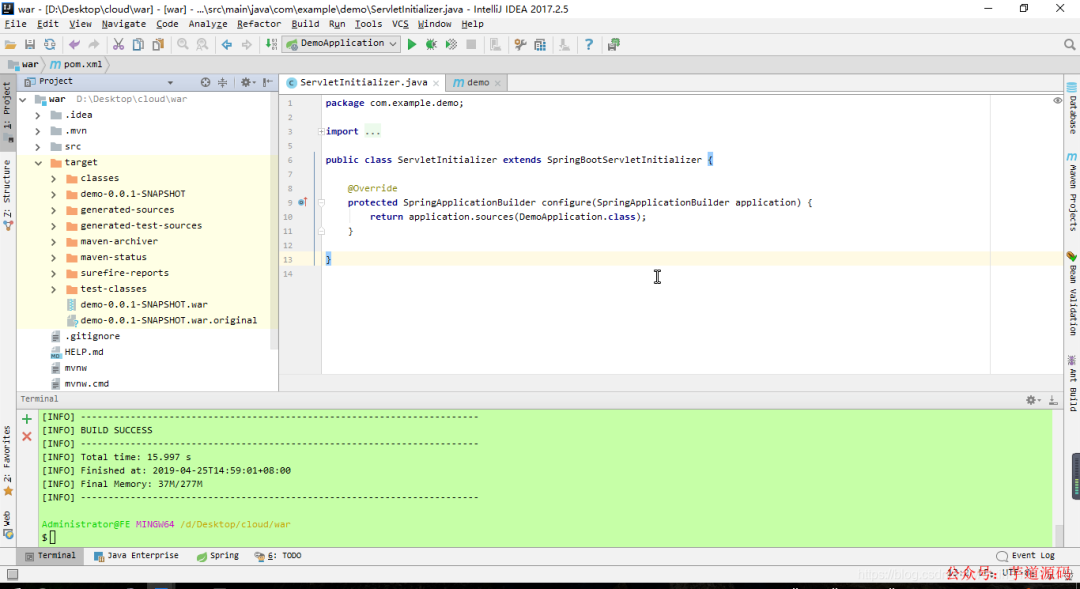 war - [D:\Desktop\cloud\war] - [war] - ...\src\main\java\com\example\demo\ServletInitializer.java - IntelliJ IDEA 2017.2.5
File Edit View Navigate Code Analyze Refactor Build Run Tools VCS Window Help
DemoApplication
war pom.xml
1: Project
Project
ServletInitializer.java
demo
war D:\Desktop\cloud\war
.idea
.mvn
src
target
classes
demo-0.0.1-SNAPSHOT
generated-sources
generated-test-sources
maven-archiver
maven-status
surefire-reports
test-classes
demo-0.0.1-SNAPSHOT.war
demo-0.0.1-SNAPSHOT.war.original
.gitignore
HELP.md
mvnw
mvnw.cmd
Z: Structure
1 package com.example.demo;
2
3 import ...
5
6 public class ServletInitializer extends SpringBootServletInitializer {
7
8 @Override
9 protected SpringApplicationBuilder configure(SpringApplicationBuilder application) {
10 return application.sources(DemoApplication.class);
11 }
12
13 }
14
Database
Maven Projects
Bean Validation
Ant Build
Terminal
[INFO] ------------------------------------------------------------------------
[INFO] BUILD SUCCESS
[INFO] ------------------------------------------------------------------------
[INFO] Total time: 15.997 s
[INFO] Finished at: 2019-04-25T14:59:01+08:00
[INFO] Final Memory: 37M/277M
[INFO] ------------------------------------------------------------------------
Administrator@FE MINGW64 /d/Desktop/cloud/war
$
2: Favorites
Web
Terminal Java Enterprise Spring 6: TODO Event Log
公众号：芋道源码